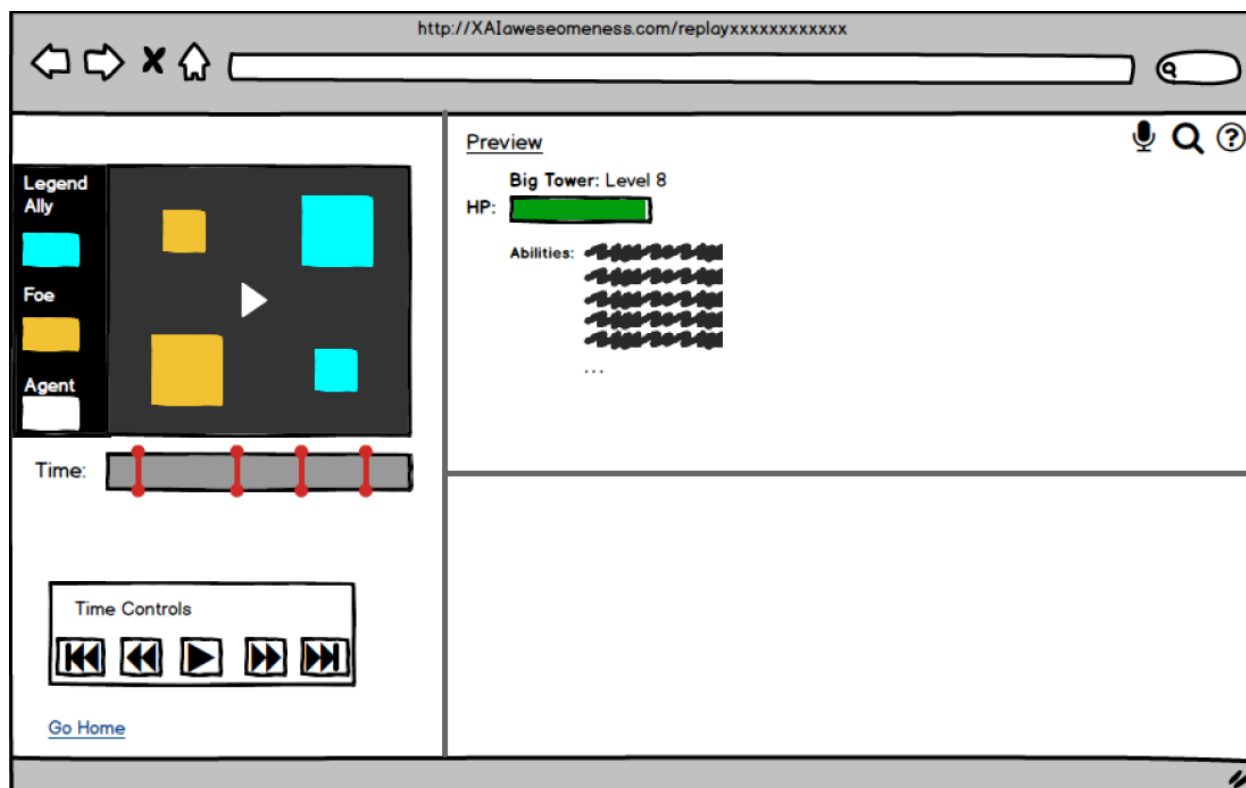 http://XAIaweseomeness.com/replayxxxxxxxxxxxx
Legend
Ally
Foe
Agent
Time:
Time Controls
Go Home
Preview
Big Tower: Level 8
HP:
Abilities:
...